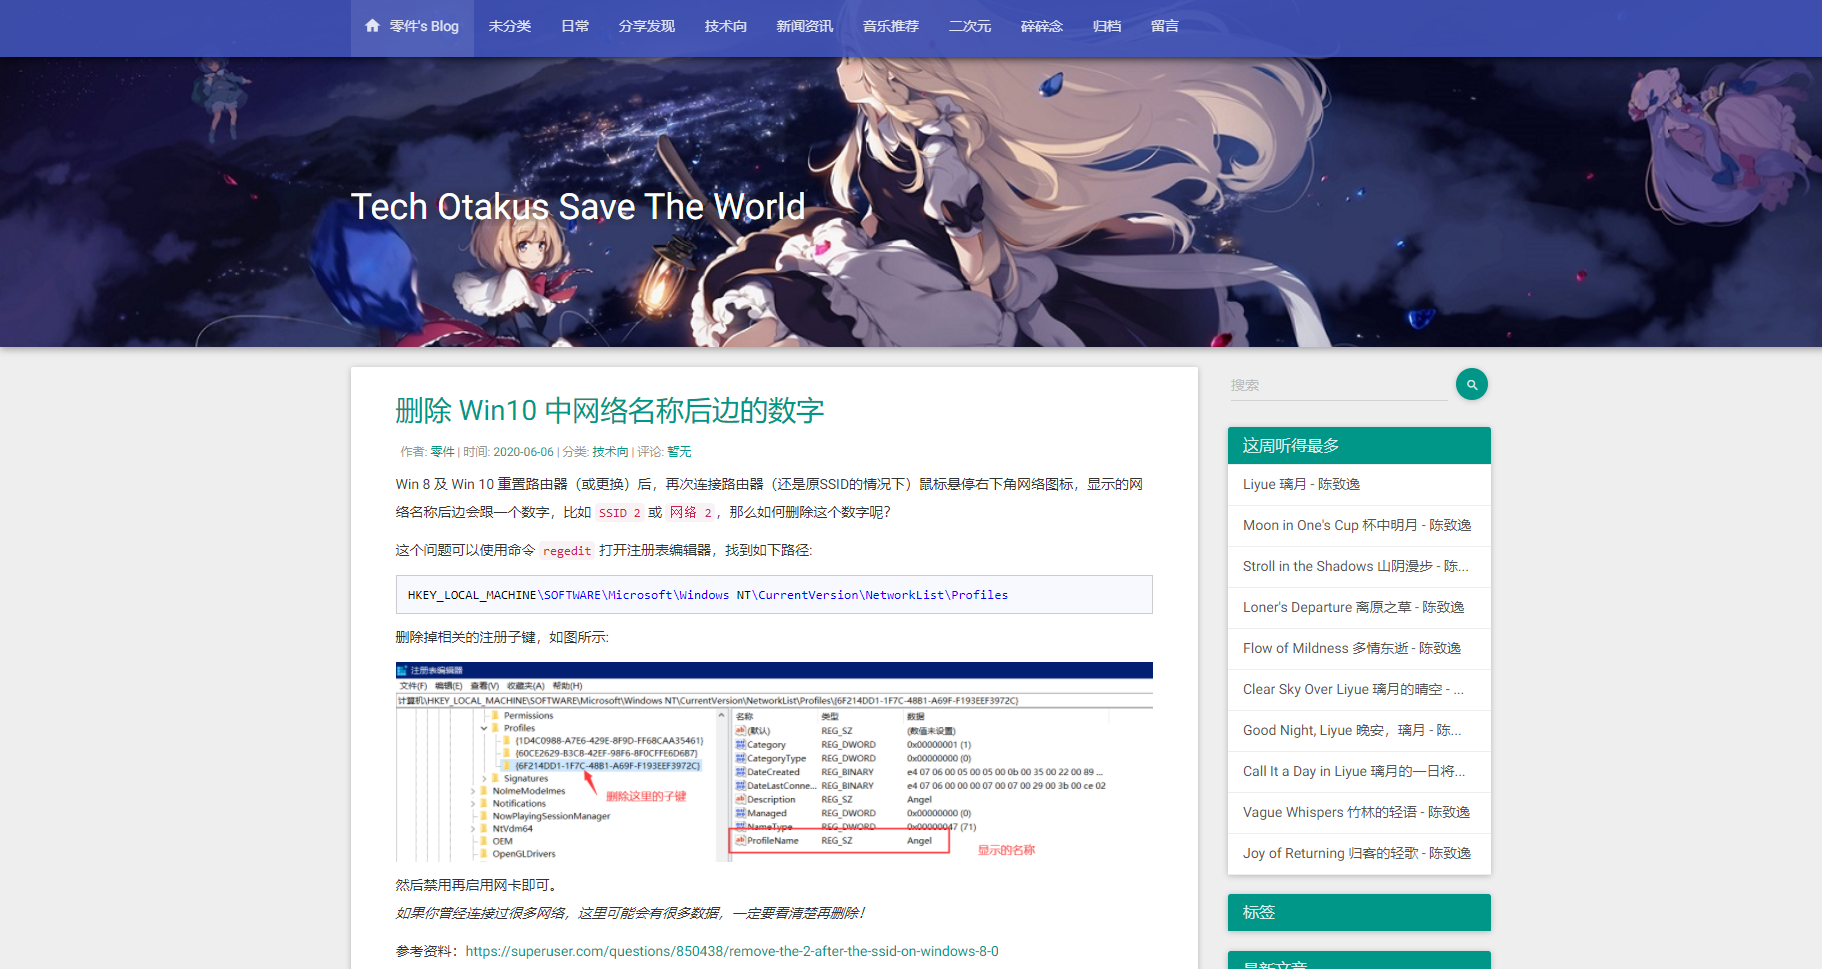 零件's Blog 未分类 日常 分享发现 技术向 新闻资讯 音乐推荐 二次元 碎碎念 归档 留言
Tech Otakus Save The World
搜索
删除 Win10 中网络名称后边的数字
作者: 零件 | 时间: 2020-06-06 | 分类: 技术向 | 评论: 暂无
Win 8 及 Win 10 重置路由器（或更换）后，再次连接路由器（还是原SSID的情况下）鼠标悬停右下角网络图标，显示的网
络名称后边会跟一个数字，比如 SSID 2 或 网络 2，那么如何删除这个数字呢？
这个问题可以使用命令 regedit 打开注册表编辑器，找到如下路径:
HKEY_LOCAL_MACHINE\SOFTWARE\Microsoft\Windows NT\CurrentVersion\NetworkList\Profiles
删除掉相关的注册子键，如图所示:
注册表编辑器
文件(F) 编辑(E) 查看(V) 收藏夹(A) 帮助(H)
计算机\HKEY_LOCAL_MACHINE\SOFTWARE\Microsoft\Windows NT\CurrentVersion\NetworkList\Profiles\{6F214DD1-1F7C-48B1-A69F-F193EEF3972C}
Permissions
Profiles
{1D4C0988-A7E6-429E-8F9D-FF68CAA35461}
{60CE2629-B3C8-42EF-98F6-8F0CFFE6D6B7}
{6F214DD1-1F7C-48B1-A69F-F193EEF3972C}
Signatures
NolmeModelmes
Notifications
NowPlayingSessionManager
NtVdm64
OEM
OpenGLDrivers
删除这里的子键
名称 类型 数据
(默认) REG_SZ (数值未设置)
Category REG_DWORD 0x00000001 (1)
CategoryType REG_DWORD 0x00000000 (0)
DateCreated REG_BINARY e4 07 06 00 05 00 05 00 0b 00 35 00 22 00 89 ...
DateLastConne... REG_BINARY e4 07 06 00 00 00 07 00 07 00 29 00 3b 00 ce 02
Description REG_SZ Angel
Managed REG_DWORD 0x00000000 (0)
NameType REG_DWORD 0x00000047 (71)
ProfileName REG_SZ Angel
显示的名称
然后禁用再启用网卡即可。
如果你曾经连接过很多网络，这里可能会有很多数据，一定要看清楚再删除！
参考资料：https://superuser.com/questions/850438/remove-the-2-after-the-ssid-on-windows-8-0
这周听得最多
Liyue 璃月 - 陈致逸
Moon in One's Cup 杯中明月 - 陈致逸
Stroll in the Shadows 山阴漫步 - 陈...
Loner's Departure 离原之草 - 陈致逸
Flow of Mildness 多情东逝 - 陈致逸
Clear Sky Over Liyue 璃月的晴空 - ...
Good Night, Liyue 晚安，璃月 - 陈...
Call It a Day in Liyue 璃月的一日将...
Vague Whispers 竹林的轻语 - 陈致逸
Joy of Returning 归客的轻歌 - 陈致逸
标签
最新文章